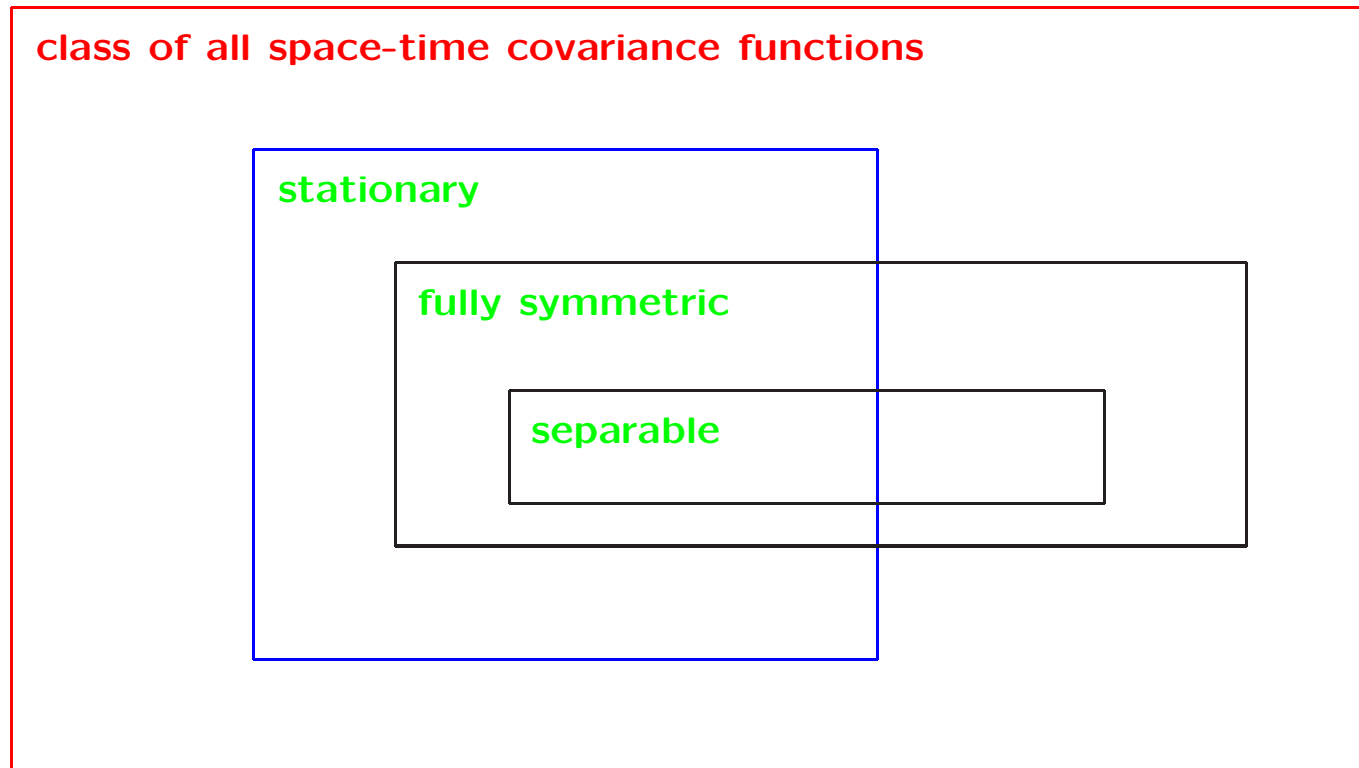 class of all space-time covariance functions
stationary
fully symmetric
separable